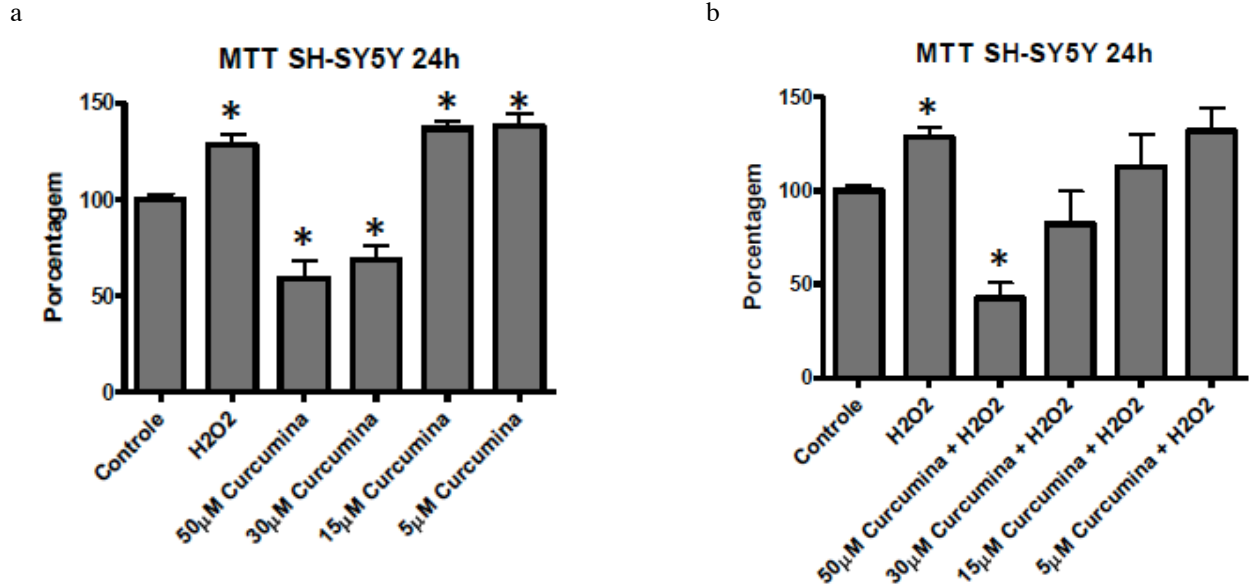 a
MTT SH-SY5Y 24h
Porcentagem
150
100
50
0
*
*
*
*
*
Controle
H2O2
50µM Curcumina
30µM Curcumina
15µM Curcumina
5µM Curcumina
b
MTT SH-SY5Y 24h
Porcentagem
150
100
50
0
*
*
Controle
H2O2
50µM Curcumina + H2O2
30µM Curcumina + H2O2
15µM Curcumina + H2O2
5µM Curcumina + H2O2